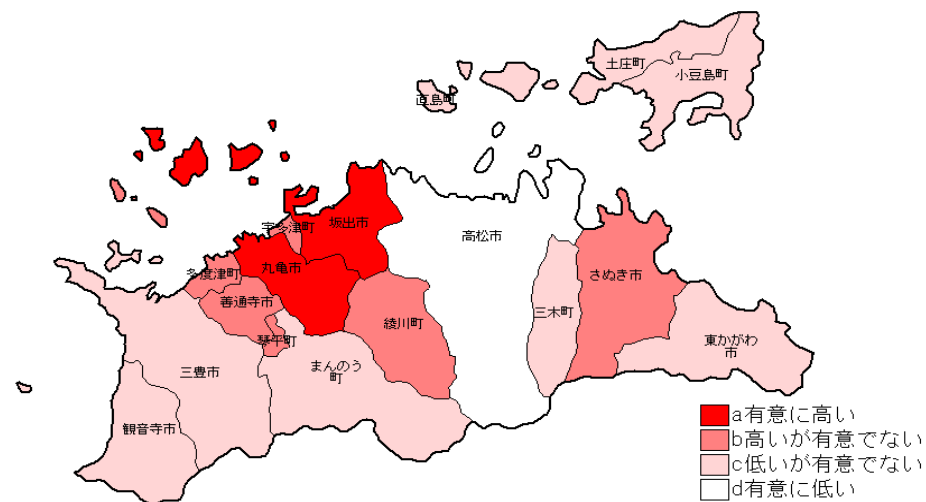 土庄町
小豆島町
直島町
坂出市
宇多津町
高松市
丸亀市
多度津町
さぬき市
善通寺市
三木町
綾川町
琴平町
東かがわ
市
まんのう
町
三豊市
観音寺市
a有意に高い
b高いが有意でない
c低いが有意でない
d有意に低い